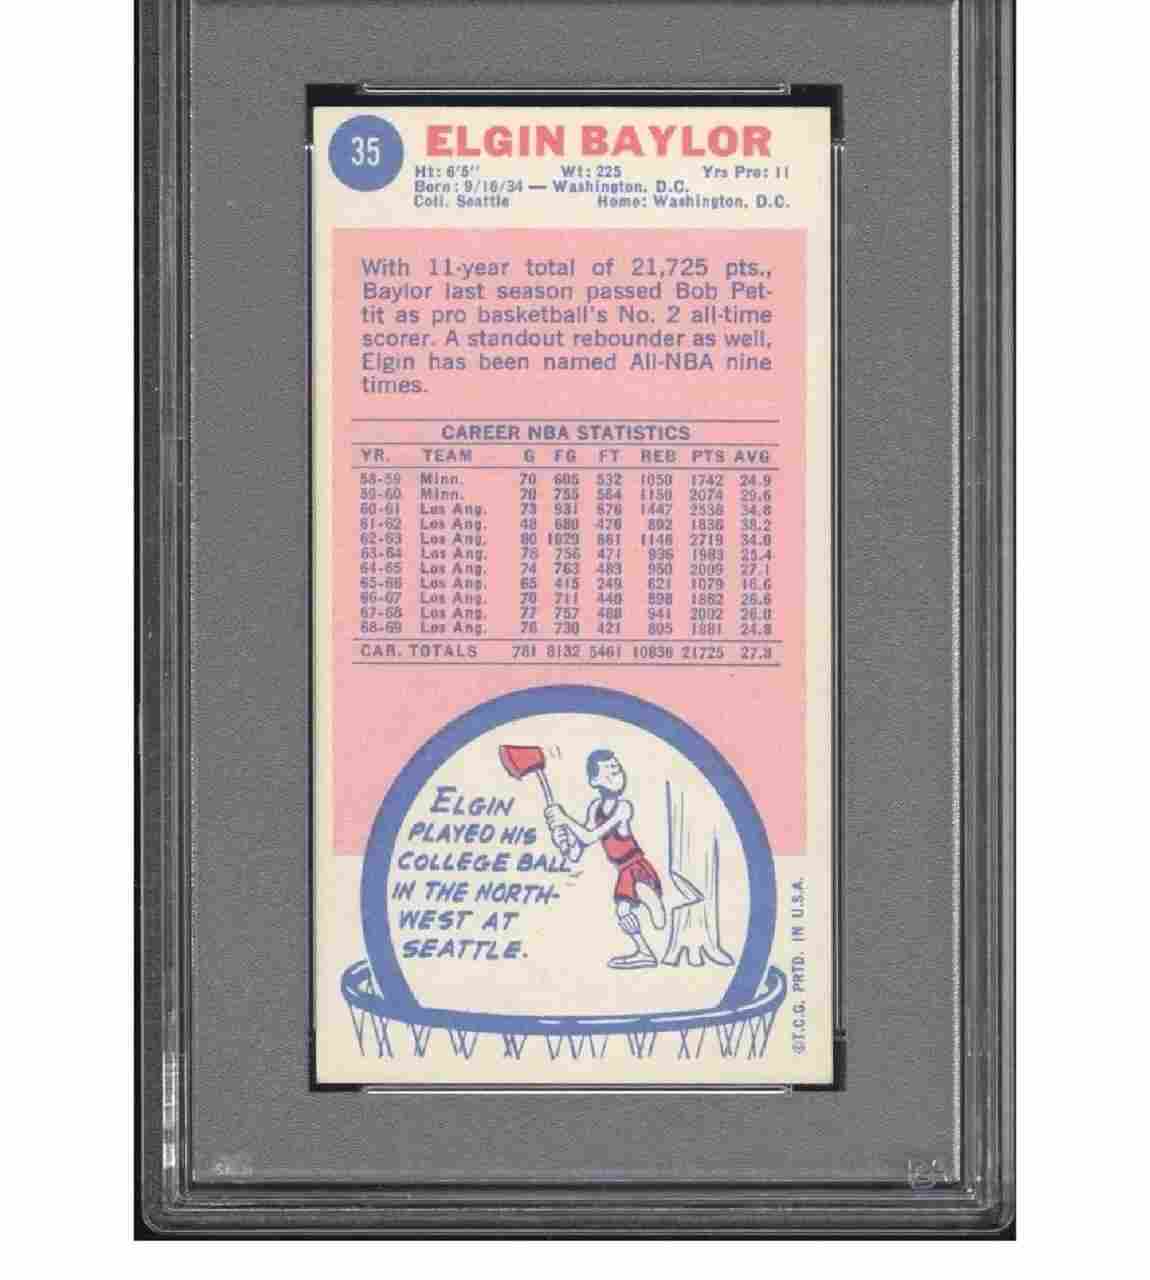 35
ELGIN BAYLOR
Ht: 6'5" Wt: 225 Yrs Pro: 11
Born: 9/16/34 — Washington, D.C.
Coll. Seattle Home: Washington, D.C.
With 11-year total of 21,725 pts.,
Baylor last season passed Bob Pet-
tit as pro basketball's No. 2 all-time
scorer. A standout rebounder as well,
Elgin has been named All-NBA nine
times.
CAREER NBA STATISTICS
YR. TEAM G FG FT REB PTS AVG
58-59 Minn. 70 605 532 1050 1742 24.9
59-60 Minn. 70 755 564 1150 2074 29.6
60-61 Los Ang. 73 931 676 1447 2538 34.8
61-62 Los Ang. 48 680 476 892 1836 38.2
62-63 Los Ang. 80 1029 661 1146 2719 34.0
63-64 Los Ang. 78 756 471 936 1983 25.4
64-65 Los Ang. 74 763 483 950 2009 27.1
65-66 Los Ang. 65 415 249 621 1079 16.6
66-67 Los Ang. 70 711 440 898 1862 26.6
67-68 Los Ang. 77 757 488 941 2002 26.0
68-69 Los Ang. 76 730 421 805 1881 24.8
CAR. TOTALS 781 8132 5461 10836 21725 27.8
ELGIN
PLAYED HIS
COLLEGE BALL
IN THE NORTH-
WEST AT
SEATTLE.
©T.C.G. PRTD. IN U.S.A.